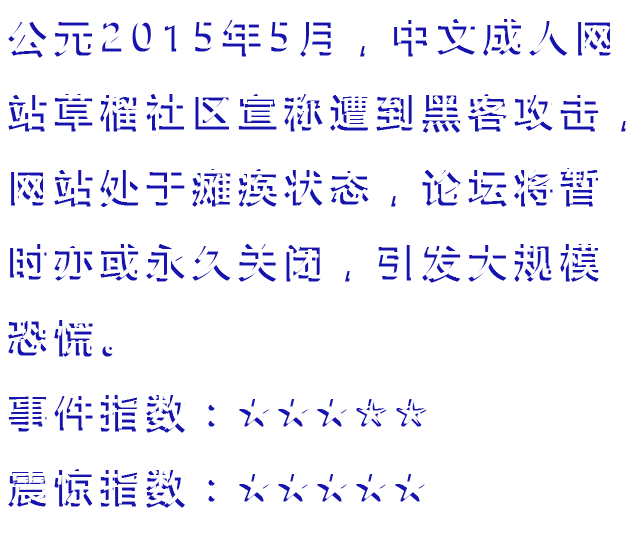 公元2015年5月，中文成人网
站草榴社区宣称遭到黑客攻击，
网站处于瘫痪状态，论坛将暂
时亦或永久关闭，引发大规模
恐慌。
事件指数：★★★☆☆
震惊指数：★★★★★